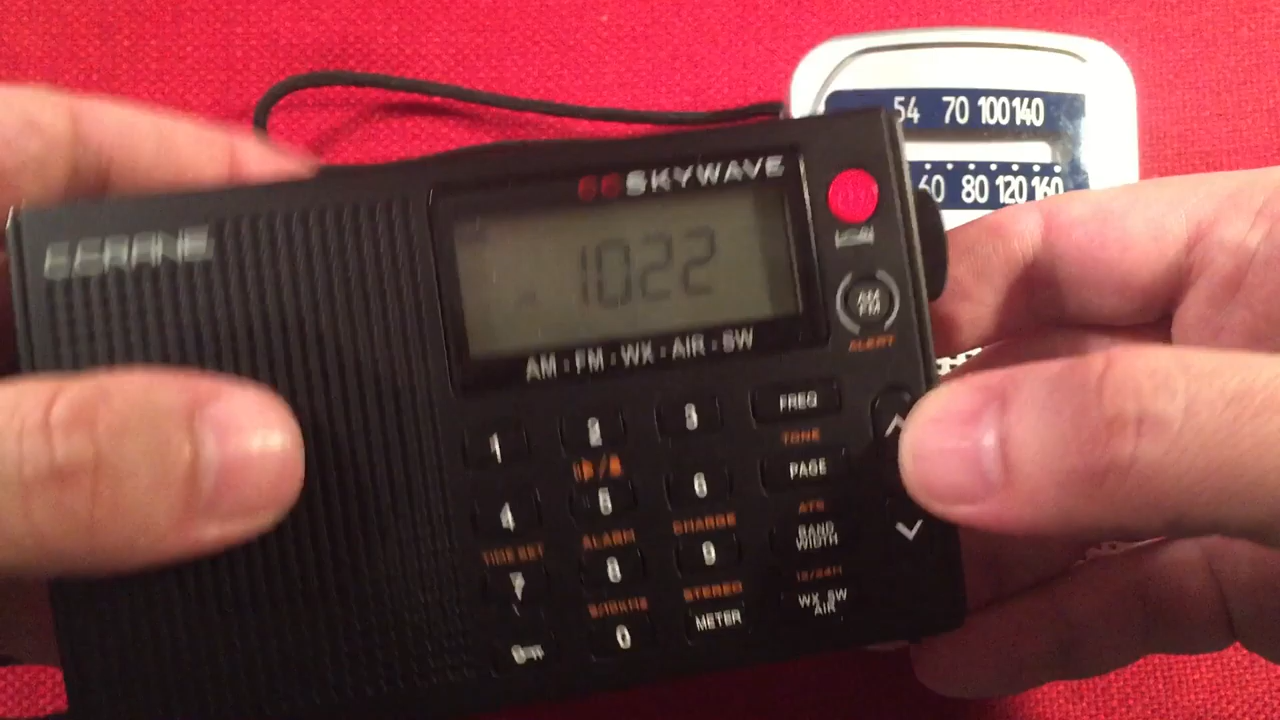 54 70 100 140
60 80 120 160
CC SKYWAVE
CCRANE
1022
AM
FM
ALERT
AM · FM · WX · AIR · SW
1 2 3 FREQ
TONE
4 5 6 PAGE
TIME SET ALARM CHARGE ATS
7 8 9 BAND
WIDTH
STEREO 12/24H
0 METER WX SW
AIR